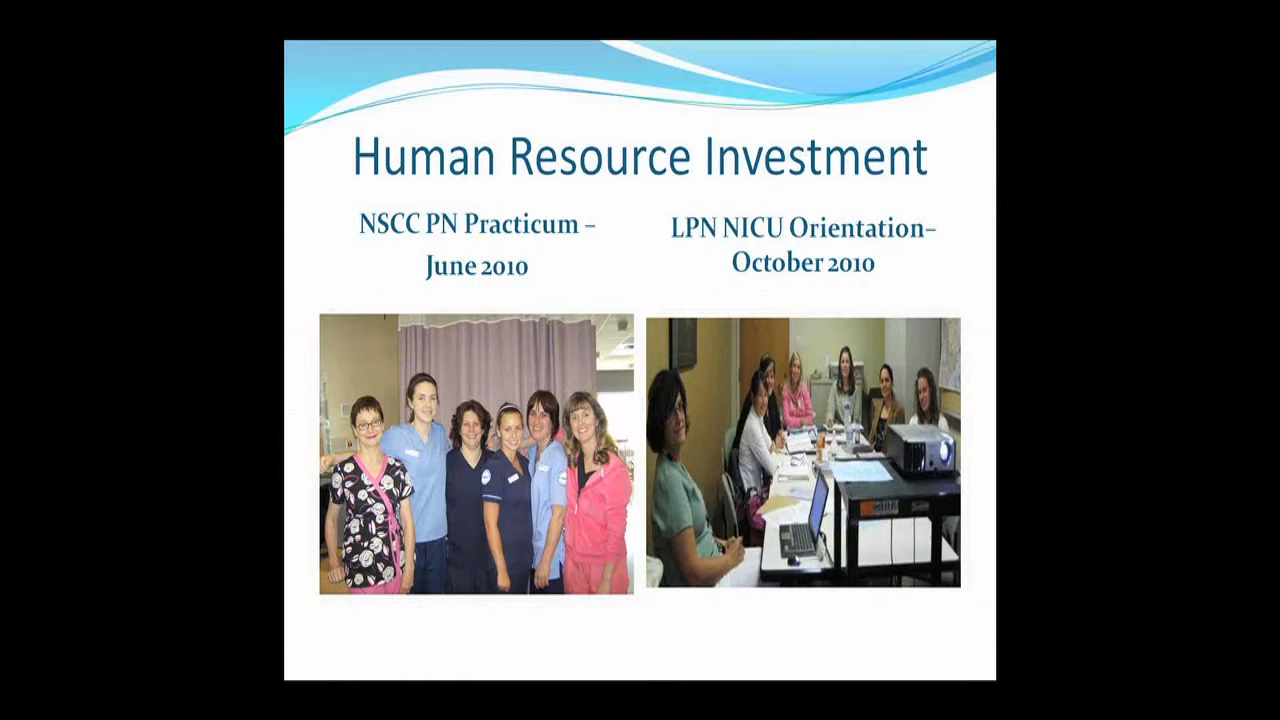 Human Resource Investment
NSCC PN Practicum –
June 2010
LPN NICU Orientation–
October 2010